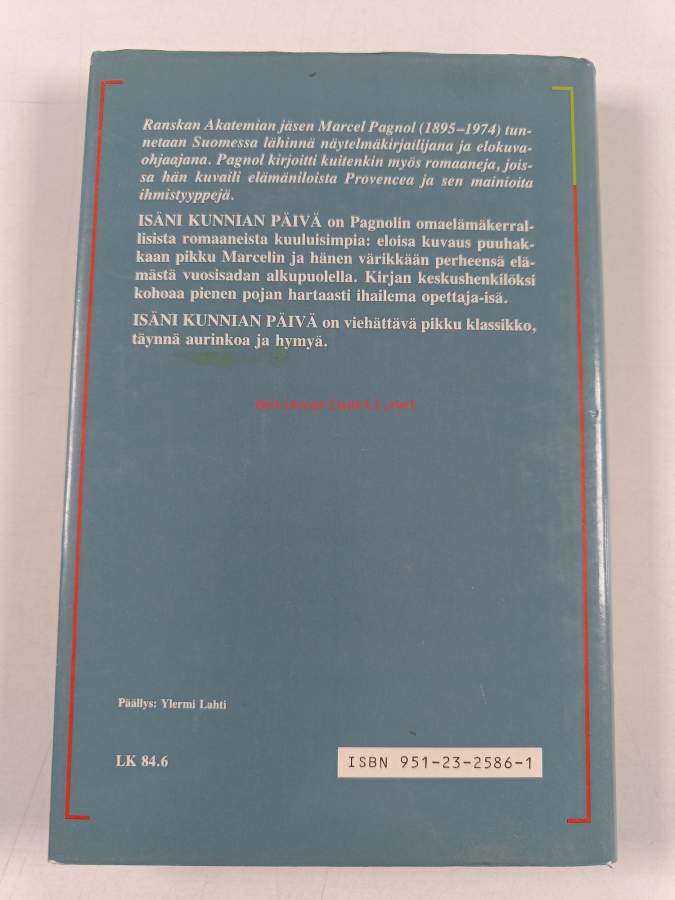 Ranskan Akatemian jäsen Marcel Pagnol (1895–1974) tun-
netaan Suomessa lähinnä näytelmäkirjailijana ja elokuva-
ohjaajana. Pagnol kirjoitti kuitenkin myös romaaneja, jois-
sa hän kuvaili elämäniloista Provencea ja sen mainioita
ihmistyyppejä.
ISÄNI KUNNIAN PÄIVÄ on Pagnolin omaelämäkerral-
lisista romaaneista kuuluisimpia: eloisa kuvaus puuhak-
kaan pikku Marcelin ja hänen värikkään perheensä elä-
mästä vuosisadan alkupuolella. Kirjan keskushenkilöksi
kohoaa pienen pojan hartaasti ihailema opettaja-isä.
ISÄNI KUNNIAN PÄIVÄ on viehättävä pikku klassikko,
täynnä aurinkoa ja hymyä.
Antikvariaatti.net
Päällys: Ylermi Lahti
LK 84.6
ISBN 951-23-2586-1